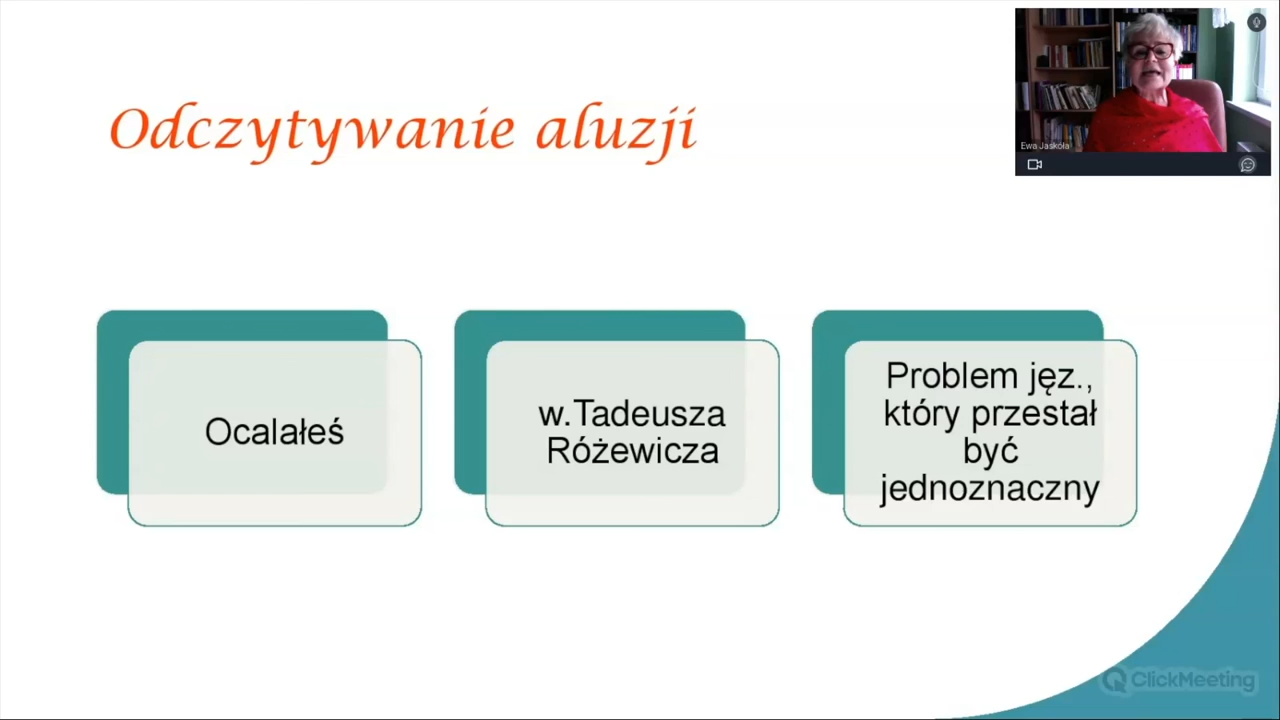 Odczytywanie aluzji
Ewa Jaskóła
Ocalałeś
w.Tadeusza
Różewicza
Problem jęz.,
który przestał
być
jednoznaczny
ClickMeeting